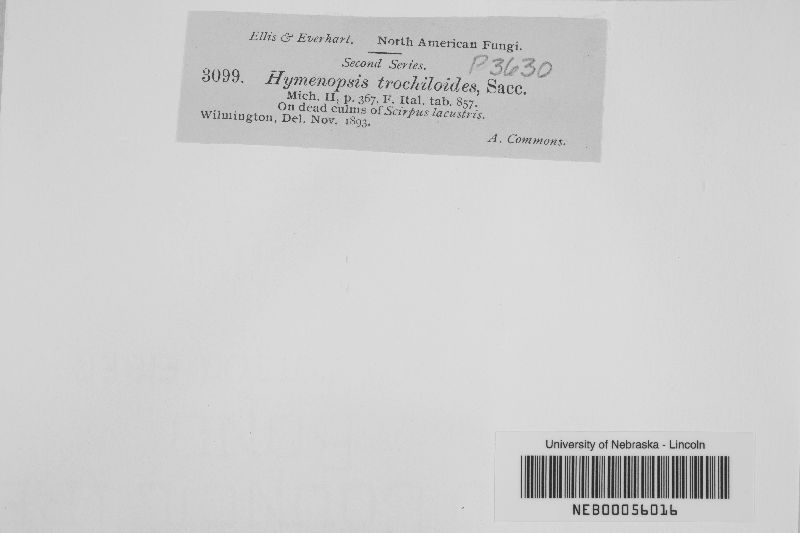 Ellis & Everhart. North American Fungi.
Second Series. P3630
3099. Hymenopsis trochiloides, Sacc.
Mich. II, p. 367. F. Ital. tab. 857.
On dead culms of Scirpus lacustris.
Wilmington, Del. Nov. 1893.
A. Commons.
University of Nebraska - Lincoln
NEB00056016